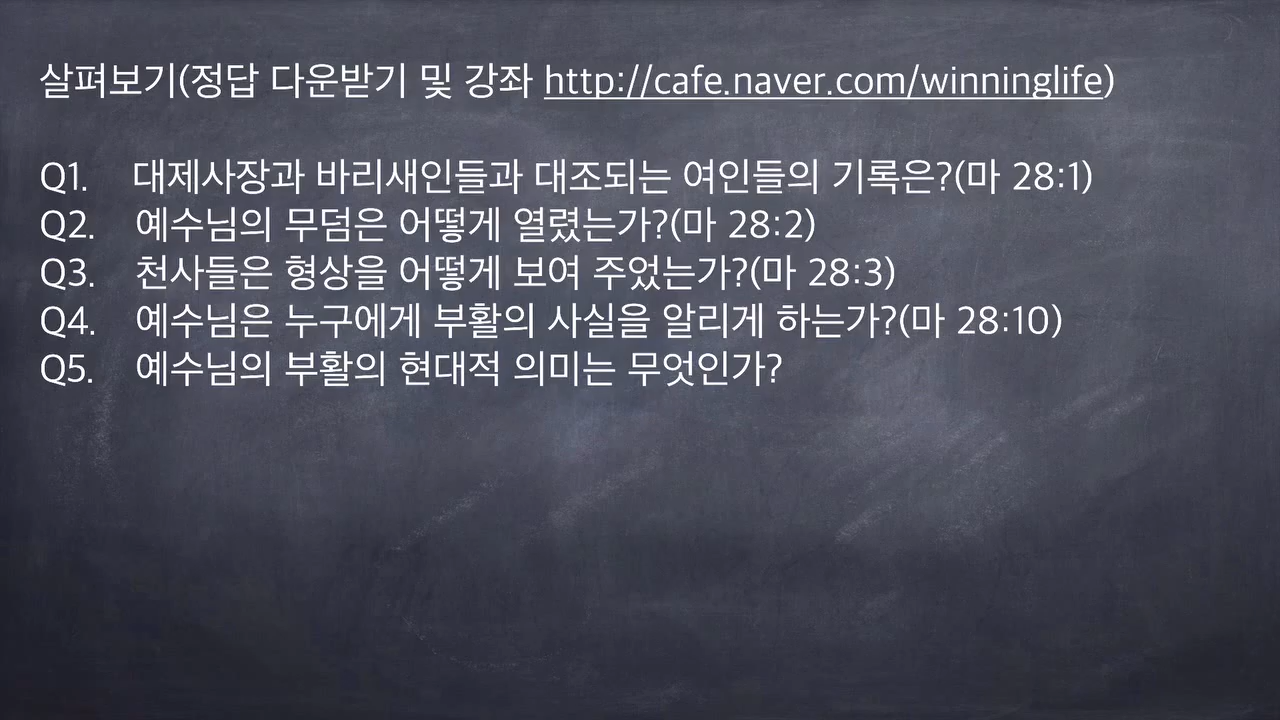 살펴보기(정답 다운받기 및 강좌 http://cafe.naver.com/winninglife)
Q1. 대제사장과 바리새인들과 대조되는 여인들의 기록은?(마 28:1)
Q2. 예수님의 무덤은 어떻게 열렸는가?(마 28:2)
Q3. 천사들은 형상을 어떻게 보여 주었는가?(마 28:3)
Q4. 예수님은 누구에게 부활의 사실을 알리게 하는가?(마 28:10)
Q5. 예수님의 부활의 현대적 의미는 무엇인가?